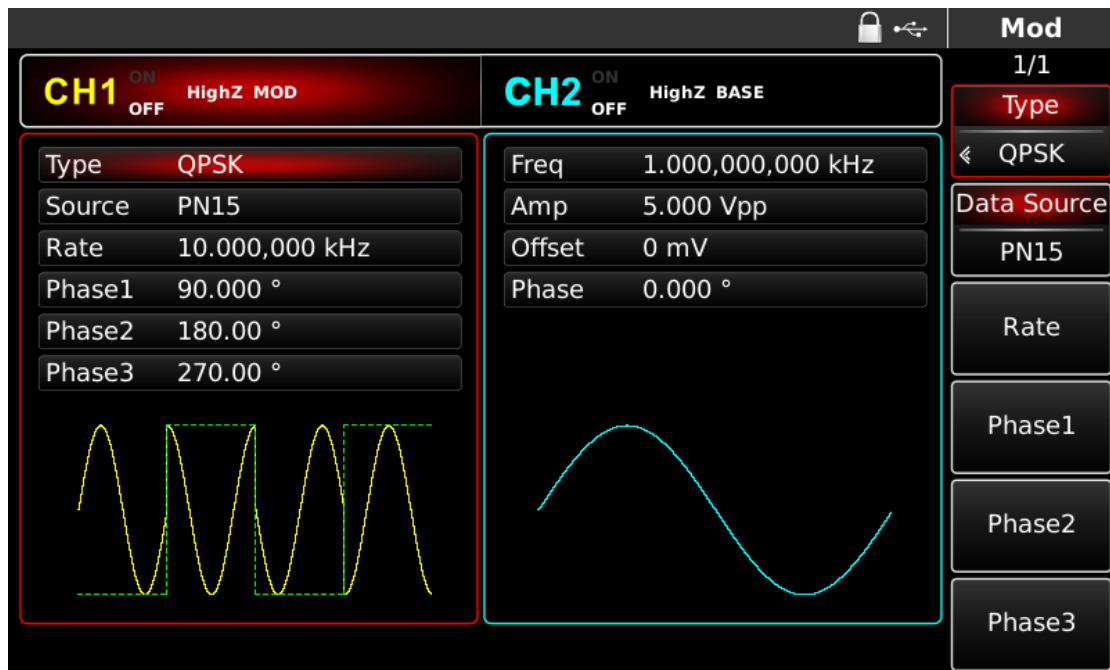 Mod
1/1
CH1 ON OFF HighZ MOD
CH2 ON OFF HighZ BASE
Type QPSK
Source PN15
Rate 10.000,000 kHz
Phase1 90.000 °
Phase2 180.00 °
Phase3 270.00 °
Freq 1.000,000,000 kHz
Amp 5.000 Vpp
Offset 0 mV
Phase 0.000 °
Type
QPSK
Data Source
PN15
Rate
Phase1
Phase2
Phase3